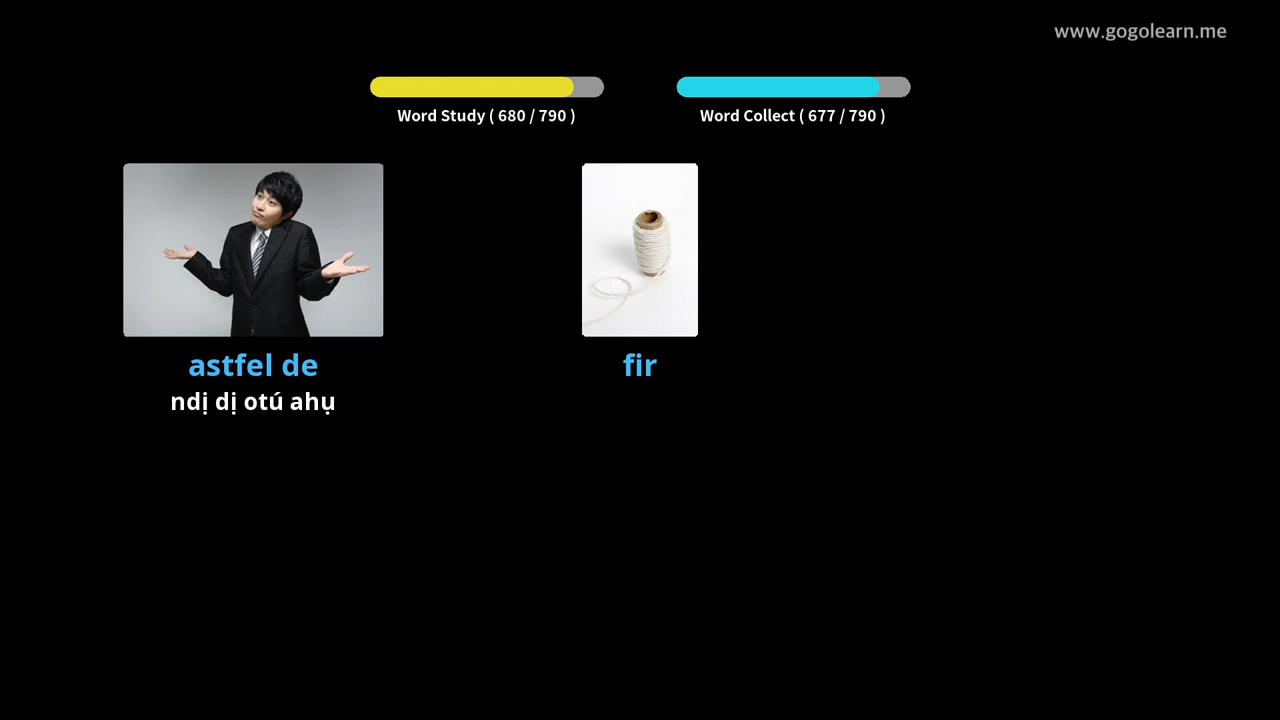 www.gogolearn.me
Word Study ( 680 / 790 )
Word Collect ( 677 / 790 )
astfel de
ndị dị otú ahụ
fir